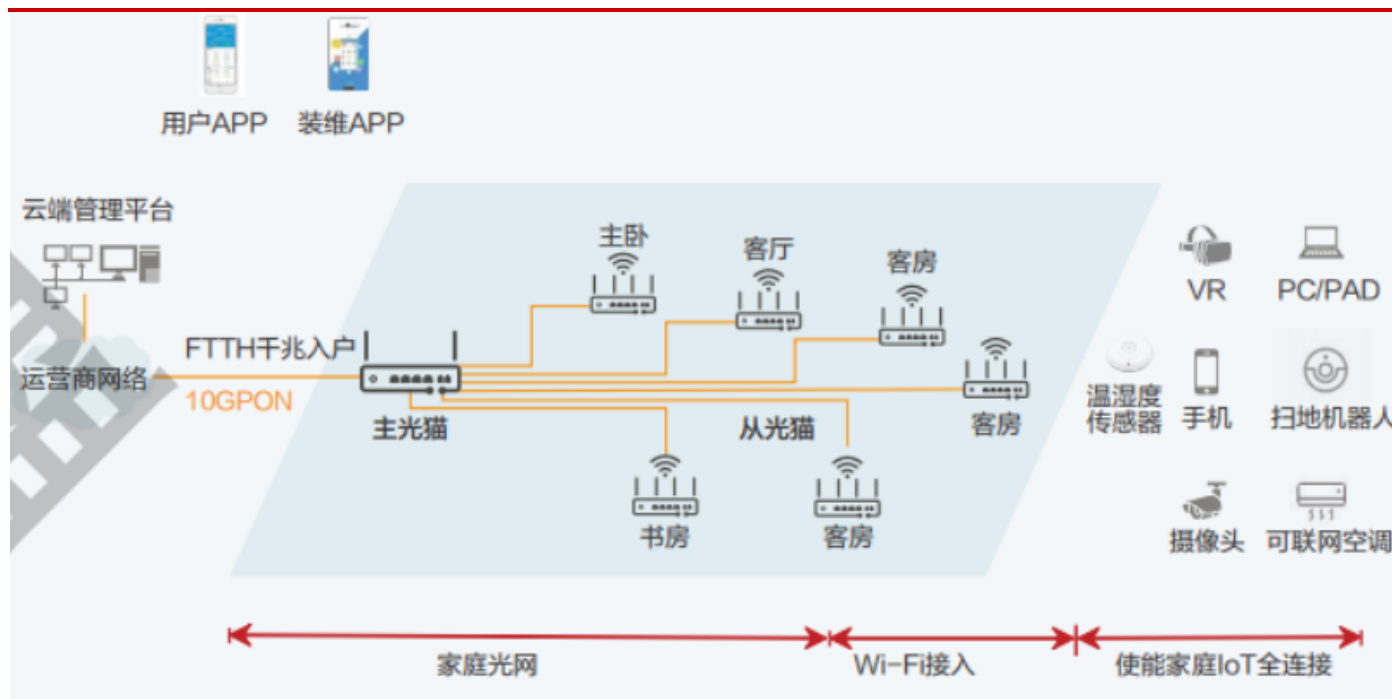 用户APP
装维APP
云端管理平台
主卧
客厅
客房
VR
PC/PAD
FTTH千兆入户
运营商网络
10GPON
主光猫
从光猫
客房
温湿度
传感器
手机
扫地机器人
书房
客房
摄像头
可联网空调
家庭光网
Wi-Fi接入
使能家庭IoT全连接